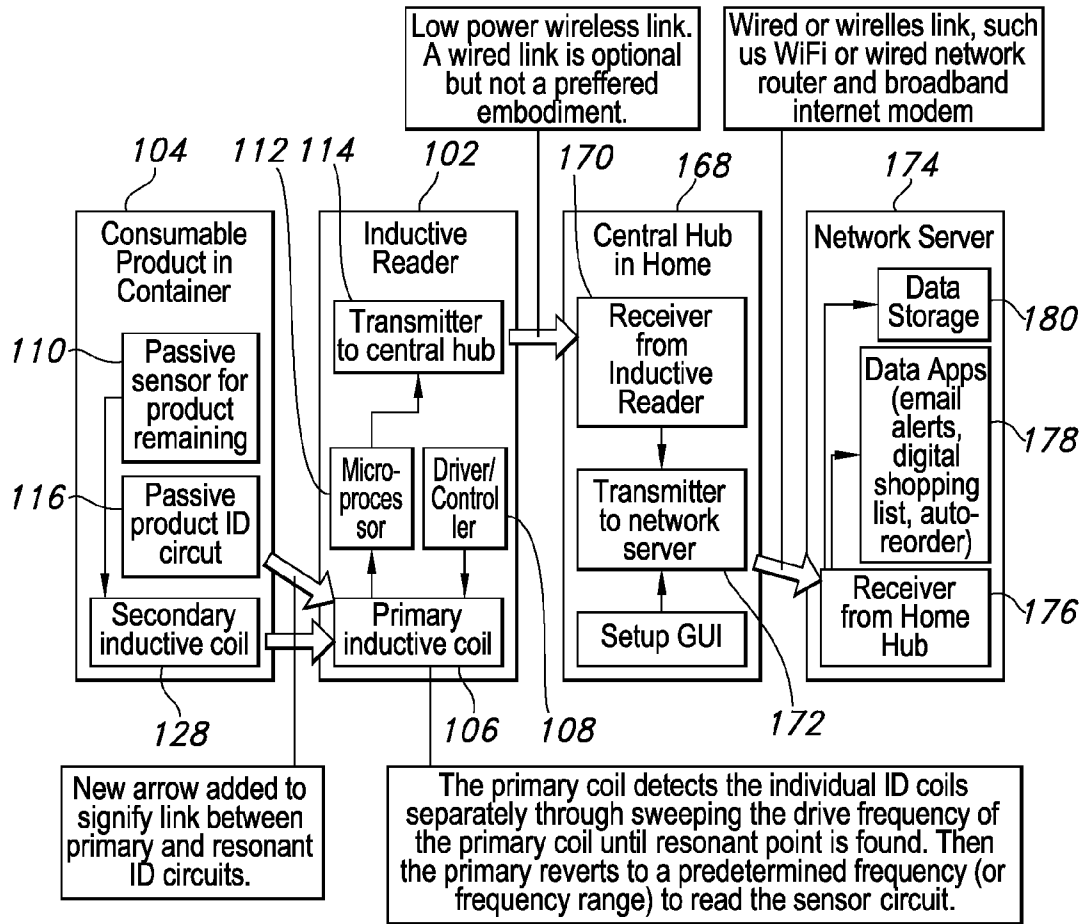 Low power wireless link.
A wired link is optional
but not a preffered
embodiment.
Wired or wirelles link, such
us WiFi or wired network
router and broadband
internet modem
104
112
114
102
170
168
174
Consumable
Product in
Container
110
Passive
sensor for
product
remaining
116
Passive
product ID
circut
Secondary
inductive coil
128
Inductive
Reader
Transmitter
to central hub
Micro-
proces
sor
Driver/
Control
ler
Primary
inductive coil
106
108
Central Hub
in Home
Receiver
from
Inductive
Reader
Transmitter
to network
server
Setup GUI
172
Network Server
Data
Storage
180
Data Apps
(email
alerts,
digital
shopping
list, auto-
reorder)
178
Receiver
from Home
Hub
176
New arrow added to
signify link between
primary and resonant
ID circuits.
The primary coil detects the individual ID coils
separately through sweeping the drive frequency of
the primary coil until resonant point is found. Then
the primary reverts to a predetermined frequency (or
frequency range) to read the sensor circuit.